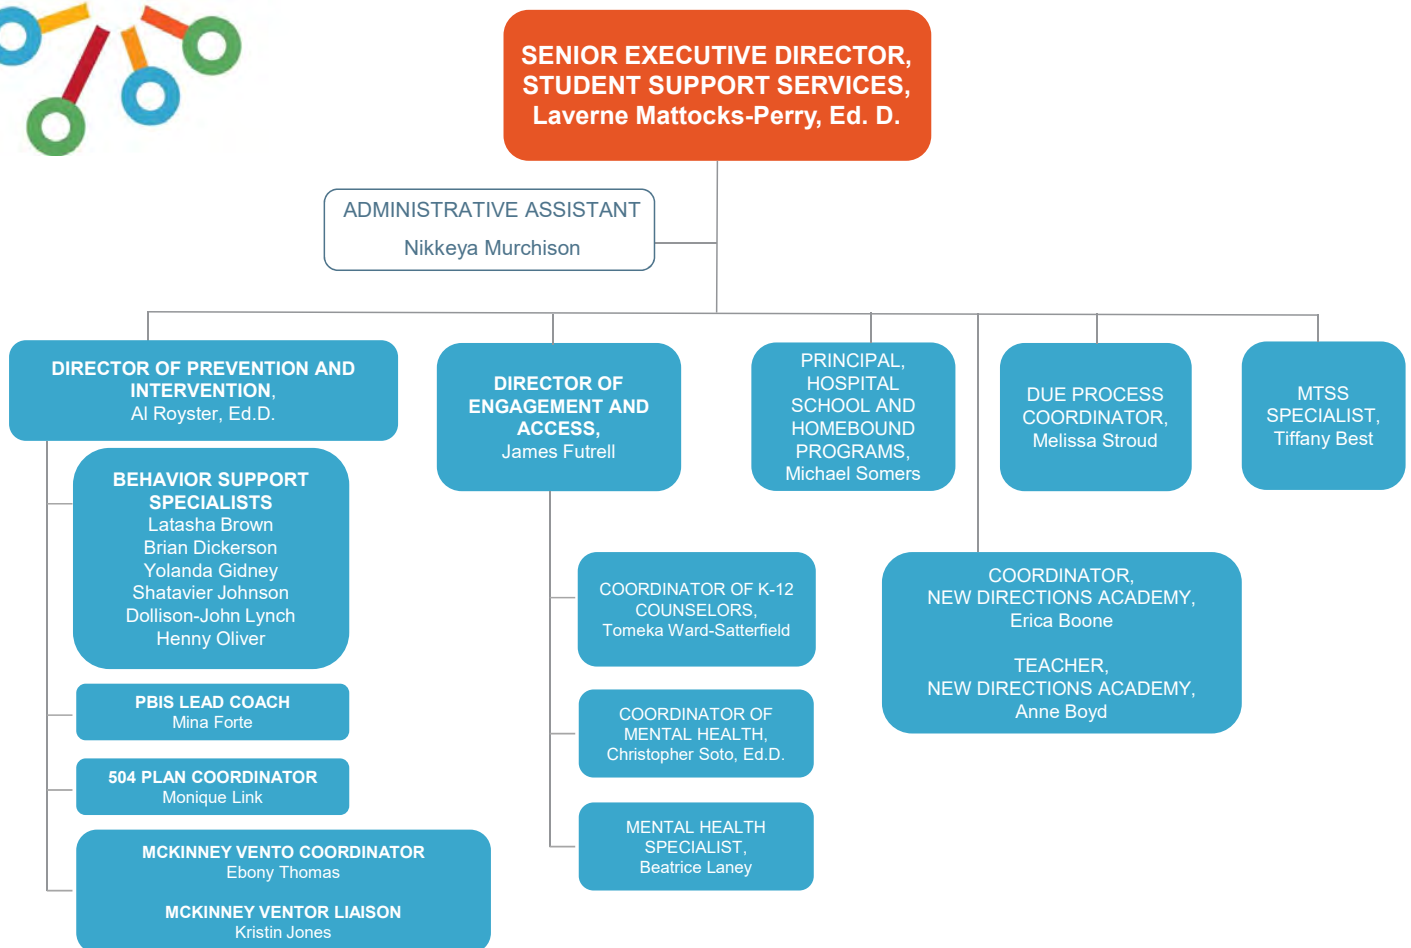 SENIOR EXECUTIVE DIRECTOR,
STUDENT SUPPORT SERVICES,
Laverne Mattocks-Perry, Ed. D.
ADMINISTRATIVE ASSISTANT
Nikkeya Murchison
DIRECTOR OF PREVENTION AND
INTERVENTION,
Al Royster, Ed.D.
BEHAVIOR SUPPORT
SPECIALISTS
Latasha Brown
Brian Dickerson
Yolanda Gidney
Shatavier Johnson
Dollison-John Lynch
Henny Oliver
PBIS LEAD COACH
Mina Forte
504 PLAN COORDINATOR
Monique Link
MCKINNEY VENTO COORDINATOR
Ebony Thomas
MCKINNEY VENTOR LIAISON
Kristin Jones
DIRECTOR OF
ENGAGEMENT AND
ACCESS,
James Futrell
COORDINATOR OF K-12
COUNSELORS,
Tomeka Ward-Satterfield
COORDINATOR OF
MENTAL HEALTH,
Christopher Soto, Ed.D.
MENTAL HEALTH
SPECIALIST,
Beatrice Laney
PRINCIPAL,
HOSPITAL
SCHOOL AND
HOMEBOUND
PROGRAMS,
Michael Somers
COORDINATOR,
NEW DIRECTIONS ACADEMY,
Erica Boone
TEACHER,
NEW DIRECTIONS ACADEMY,
Anne Boyd
DUE PROCESS
COORDINATOR,
Melissa Stroud
MTSS
SPECIALIST,
Tiffany Best